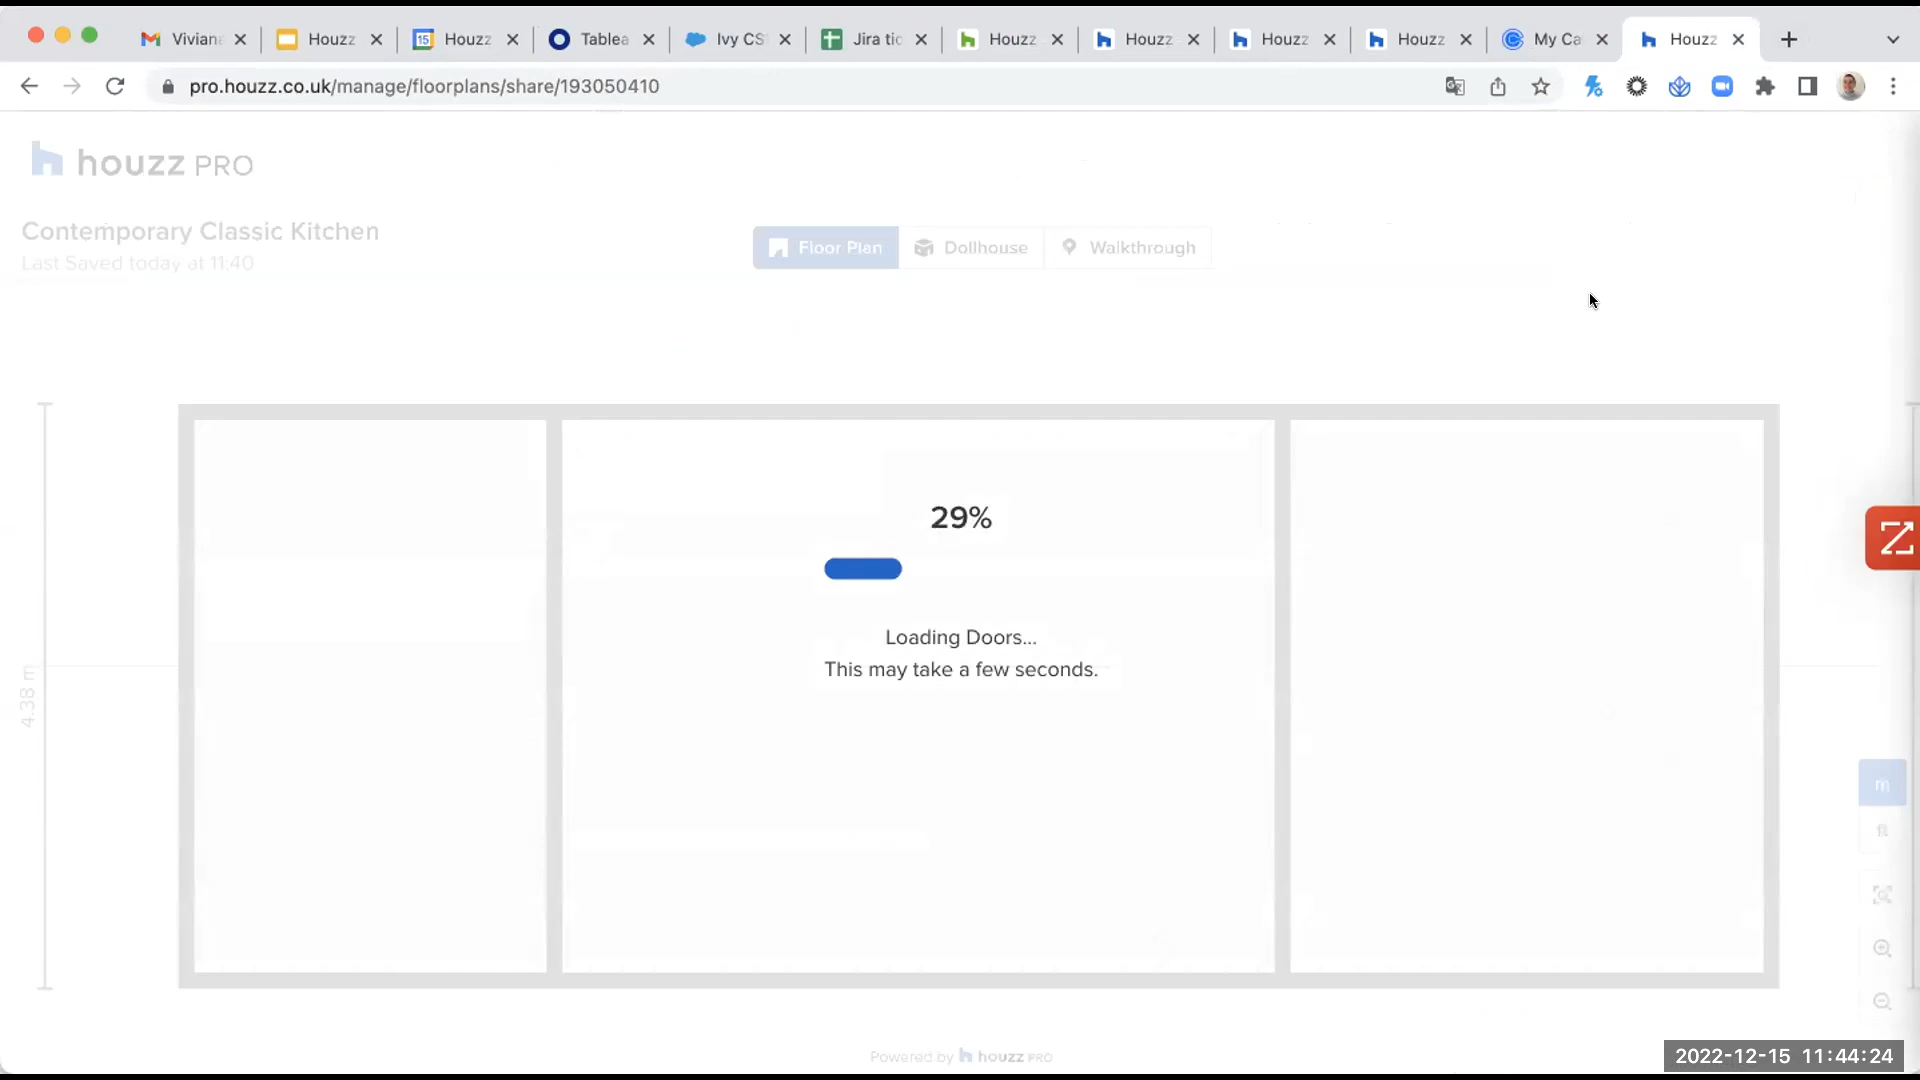 Vivian
Houzz
Houzz
Tablea
Ivy CS
Jira tic
Houzz
Houzz
Houzz
Houzz
My Ca
Houzz
pro.houzz.co.uk/manage/floorplans/share/193050410
houzz PRO
Contemporary Classic Kitchen
Last Saved today at 11:40
Floor Plan
Dollhouse
Walkthrough
29%
Loading Doors...
This may take a few seconds.
4.38 m
m
ft
Powered by houzz PRO
2022-12-15 11:44:24